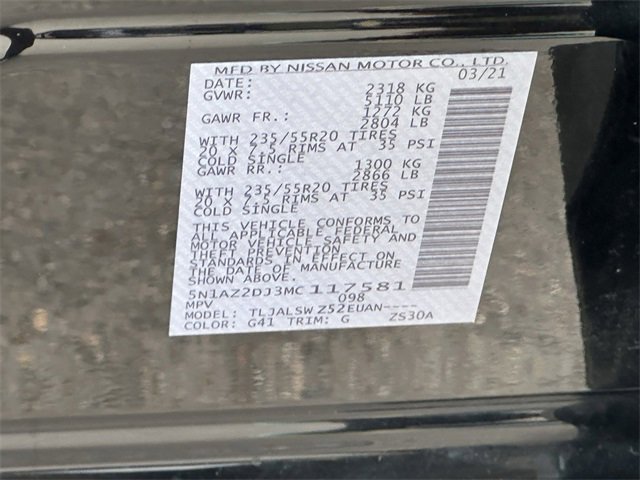 MFD BY NISSAN MOTOR CO., LTD.
DATE: 03/21
GVWR: 2318 KG
5110 LB
GAWR FR.: 1272 KG
2804 LB
WITH 235/55R20 TIRES
20 X 7.5 RIMS AT 35 PSI
COLD SINGLE
GAWR RR.: 1300 KG
2866 LB
WITH 235/55R20 TIRES
20 X 7.5 RIMS AT 35 PSI
COLD SINGLE
THIS VEHICLE CONFORMS TO
ALL APPLICABLE FEDERAL
MOTOR VEHICLE SAFETY AND
THEFT PREVENTION
STANDARDS IN EFFECT ON
THE DATE OF MANUFACTURE
SHOWN ABOVE.
5N1AZ2DJ3MC117581
MPV 098
MODEL: TLJALSW Z52EUAN----
COLOR: G41 TRIM: G ZS30A